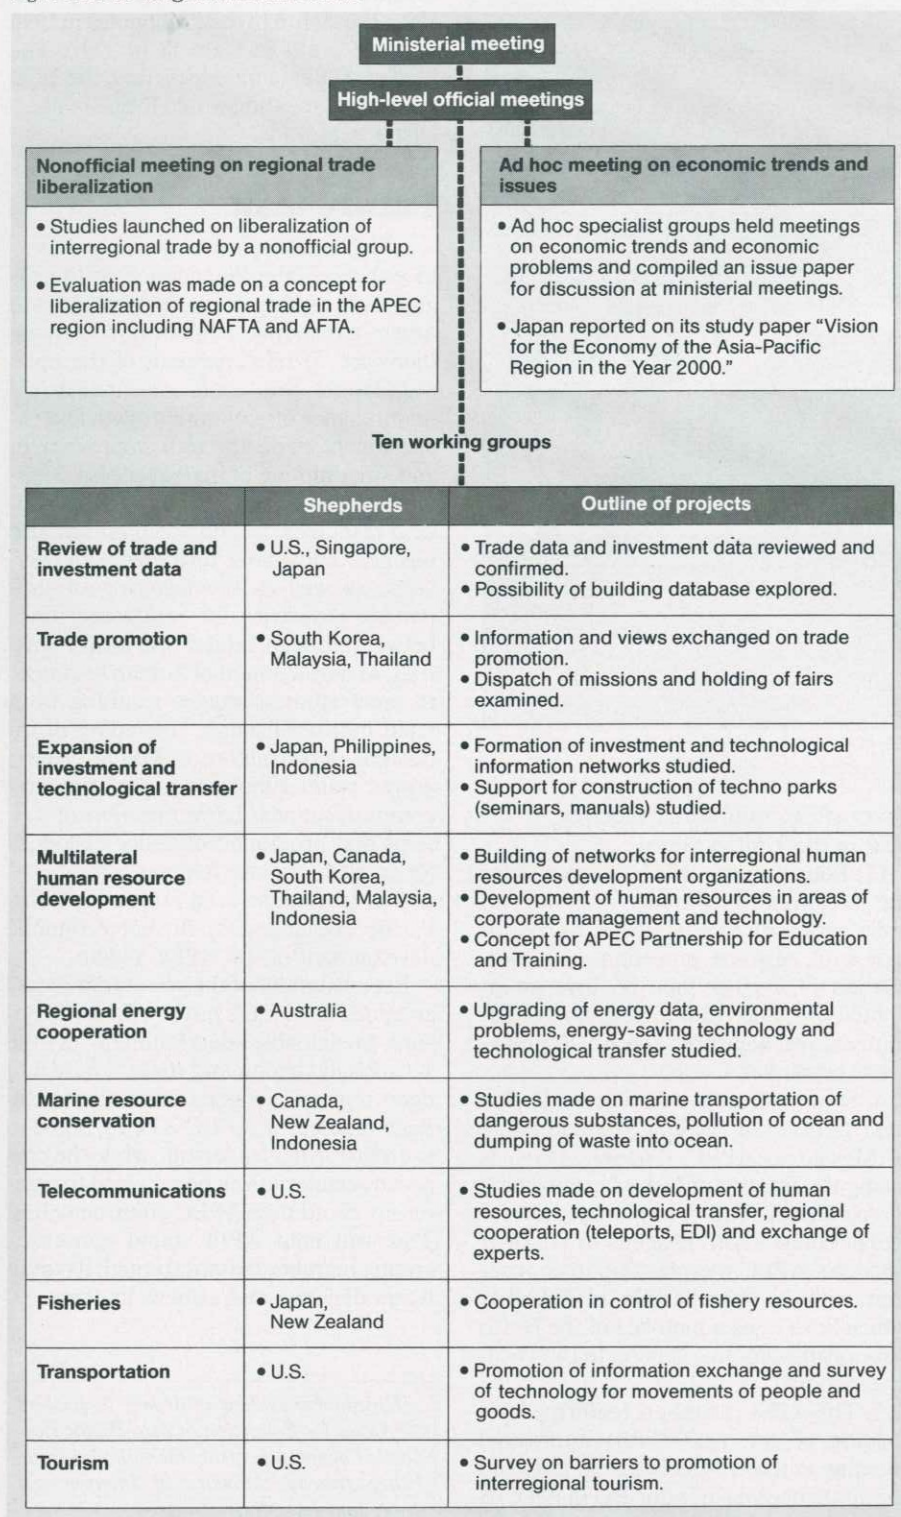 Ministerial meeting
High-level official meetings
Nonofficial meeting on regional trade
liberalization
• Studies launched on liberalization of
interregional trade by a nonofficial group.
• Evaluation was made on a concept for
liberalization of regional trade in the APEC
region including NAFTA and AFTA.
Ad hoc meeting on economic trends and
issues
• Ad hoc specialist groups held meetings
on economic trends and economic
problems and compiled an issue paper
for discussion at ministerial meetings.
• Japan reported on its study paper “Vision
for the Economy of the Asia-Pacific
Region in the Year 2000.”
Ten working groups
Shepherds
Outline of projects
Review of trade and
investment data
• U.S., Singapore,
Japan
• Trade data and investment data reviewed and
confirmed.
• Possibility of building database explored.
Trade promotion
• South Korea,
Malaysia, Thailand
• Information and views exchanged on trade
promotion.
• Dispatch of missions and holding of fairs
examined.
Expansion of
investment and
technological transfer
• Japan, Philippines,
Indonesia
• Formation of investment and technological
information networks studied.
• Support for construction of techno parks
(seminars, manuals) studied.
Multilateral
human resource
development
• Japan, Canada,
South Korea,
Thailand, Malaysia,
Indonesia
• Building of networks for interregional human
resources development organizations.
• Development of human resources in areas of
corporate management and technology.
• Concept for APEC Partnership for Education
and Training.
Regional energy
cooperation
• Australia
• Upgrading of energy data, environmental
problems, energy-saving technology and
technological transfer studied.
Marine resource
conservation
• Canada,
New Zealand,
Indonesia
• Studies made on marine transportation of
dangerous substances, pollution of ocean and
dumping of waste into ocean.
Telecommunications
• U.S.
• Studies made on development of human
resources, technological transfer, regional
cooperation (teleports, EDI) and exchange of
experts.
Fisheries
• Japan,
New Zealand
• Cooperation in control of fishery resources.
Transportation
• U.S.
• Promotion of information exchange and survey
of technology for movements of people and
goods.
Tourism
• U.S.
• Survey on barriers to promotion of
interregional tourism.